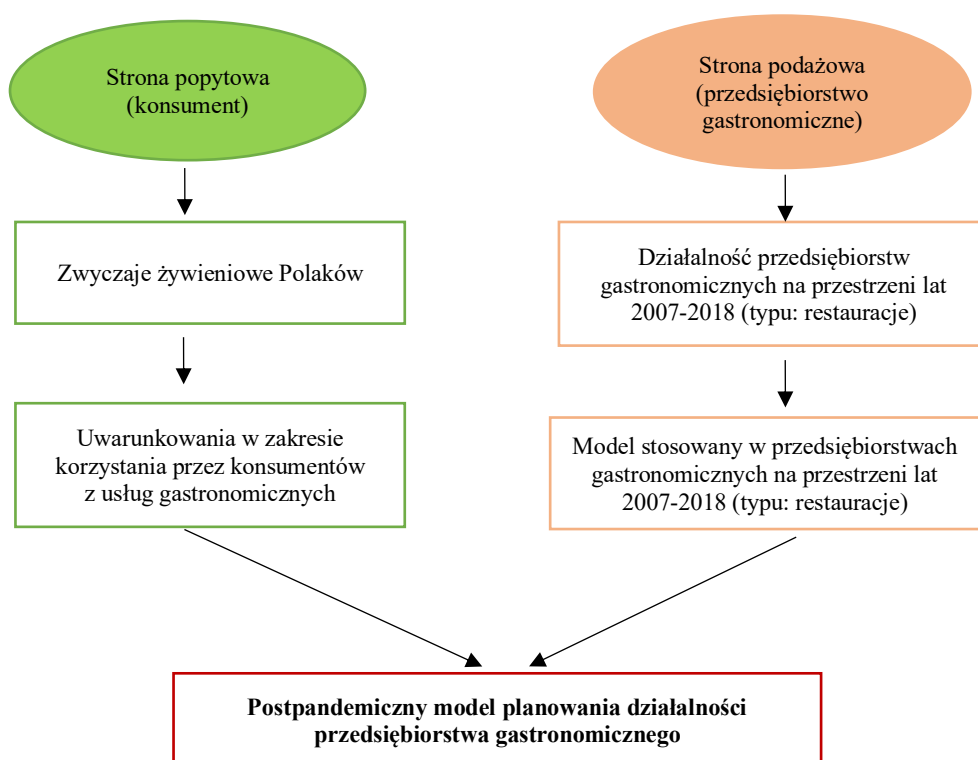 Strona popytowa
(konsument)
Strona podażowa
(przedsiębiorstwo
gastronomiczne)
Zwyczaje żywieniowe Polaków
Działalność przedsiębiorstw
gastronomicznych na przestrzeni lat
2007-2018 (typu: restauracje)
Uwarunkowania w zakresie
korzystania przez konsumentów
z usług gastronomicznych
Model stosowany w przedsiębiorstwach
gastronomicznych na przestrzeni lat
2007-2018 (typu: restauracje)
Postpandemiczny model planowania działalności
przedsiębiorstwa gastronomicznego